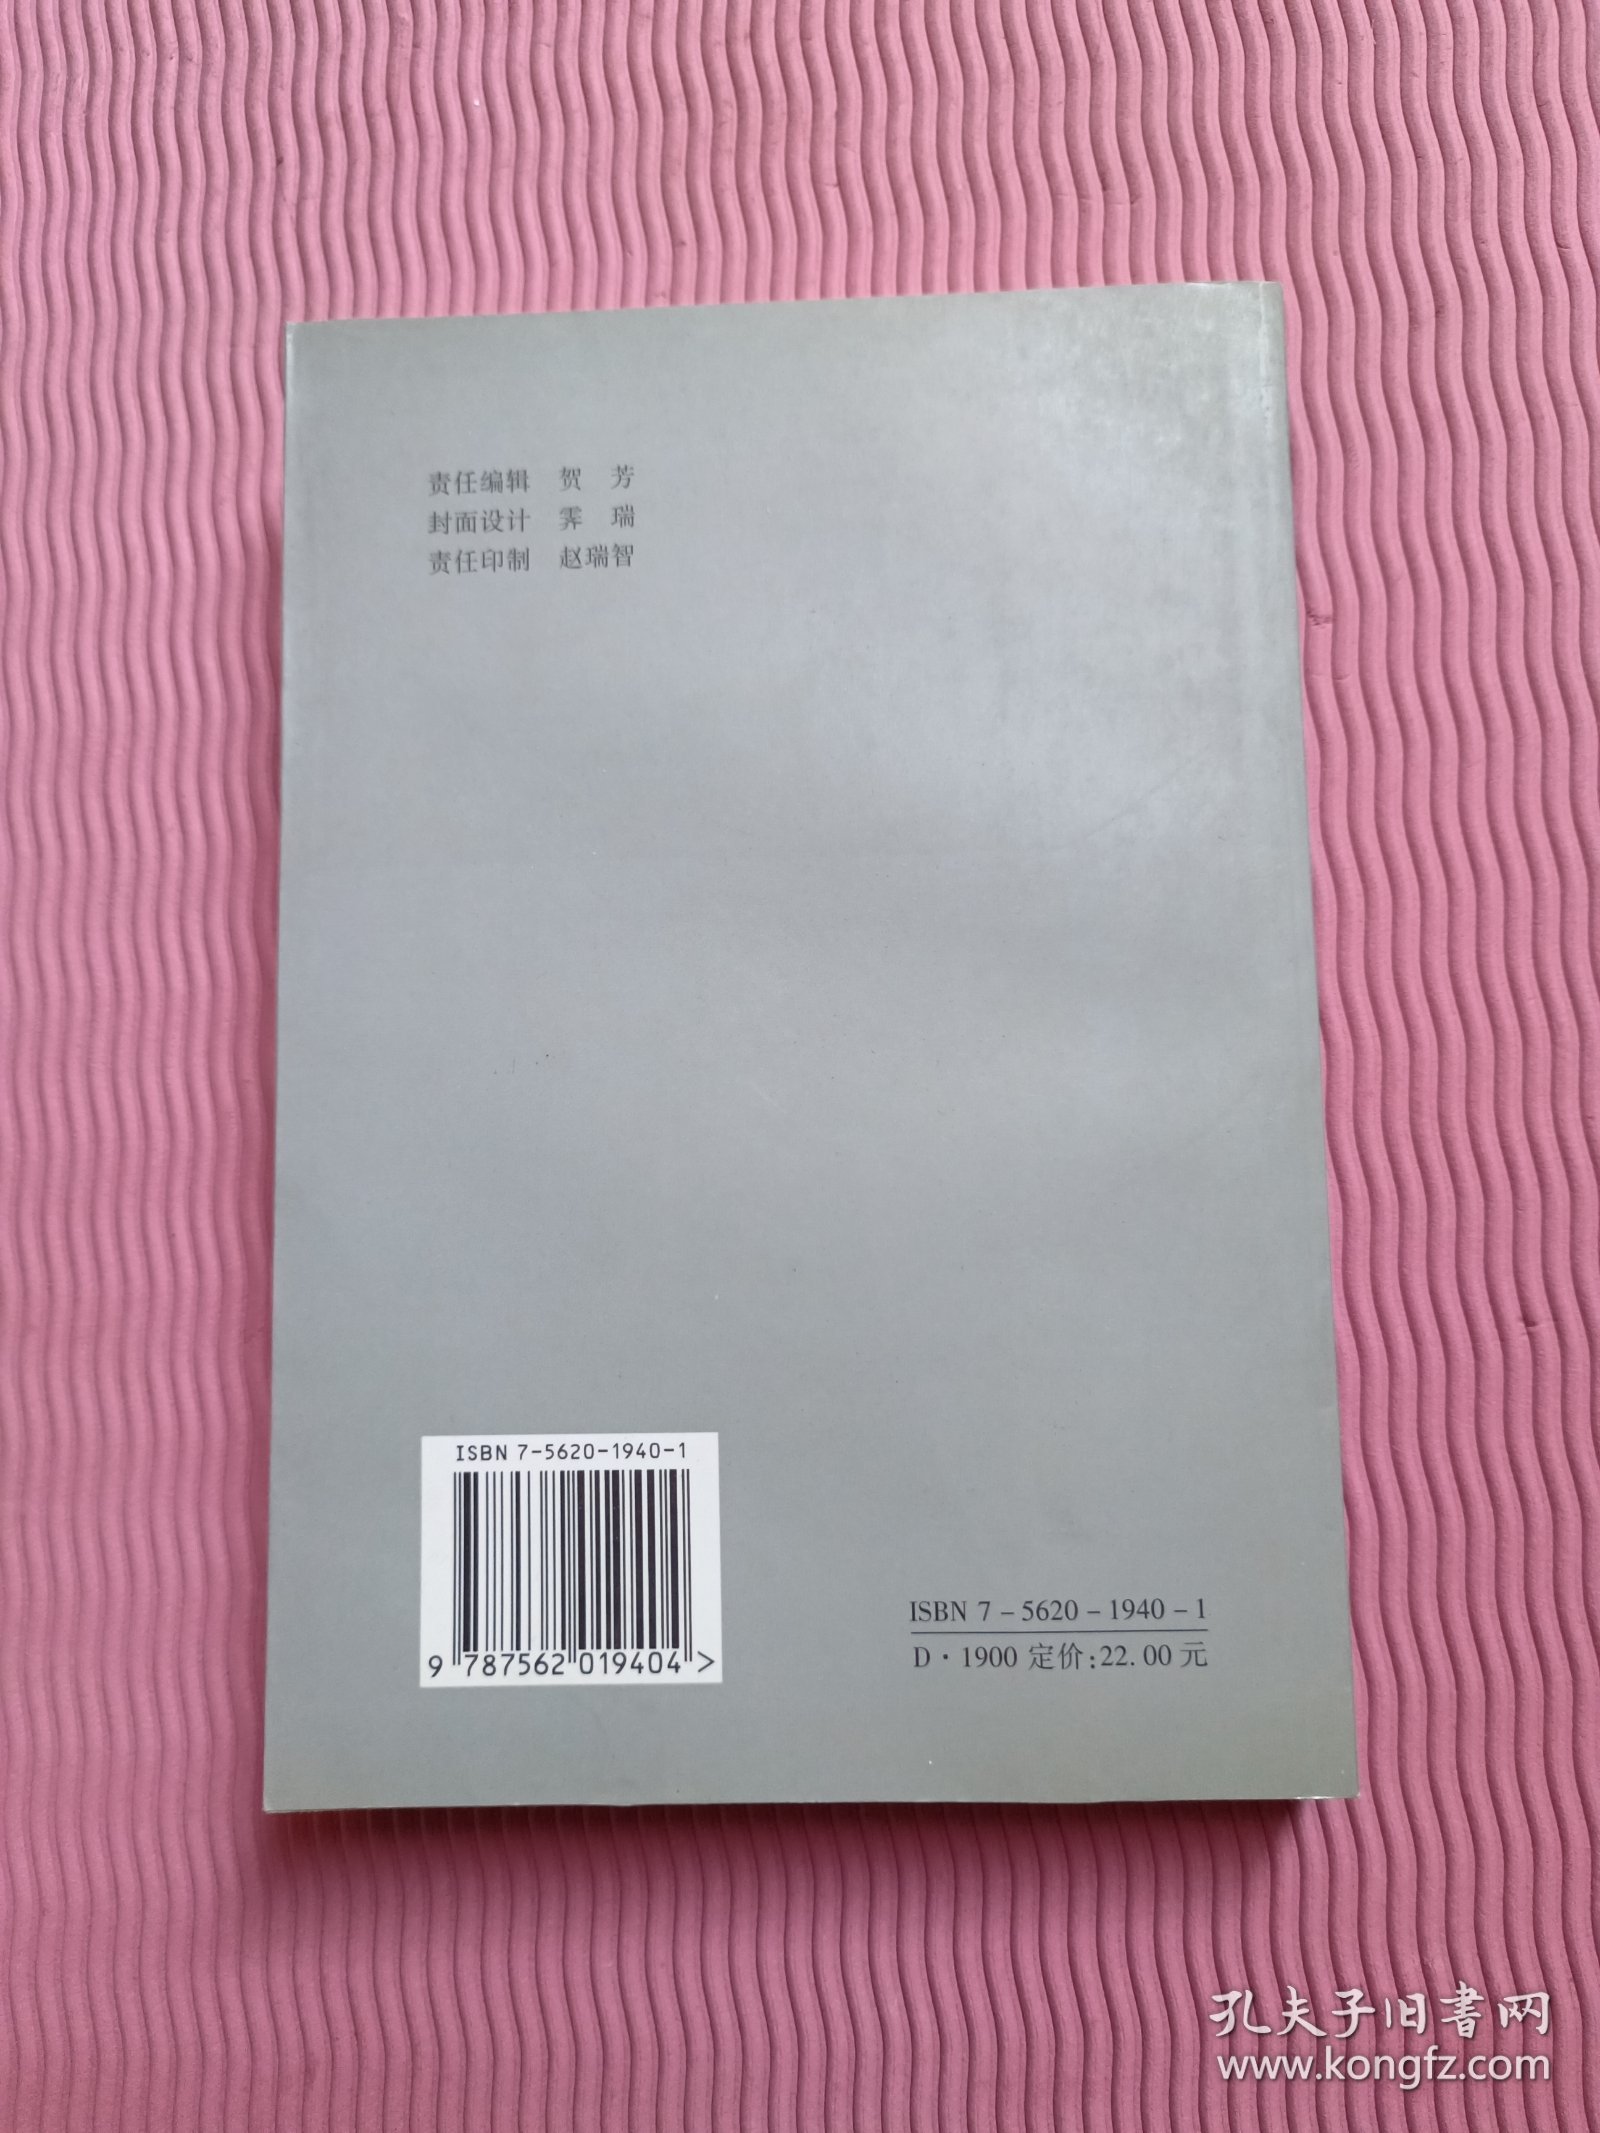 责任编辑 贺 芳
封面设计 霁 瑞
责任印制 赵瑞智
ISBN 7-5620-1940-1
9 787562 019404 >
ISBN 7 - 5620 - 1940 - 1
D · 1900 定价:22.00 元
孔夫子旧书网
www.kongfz.com